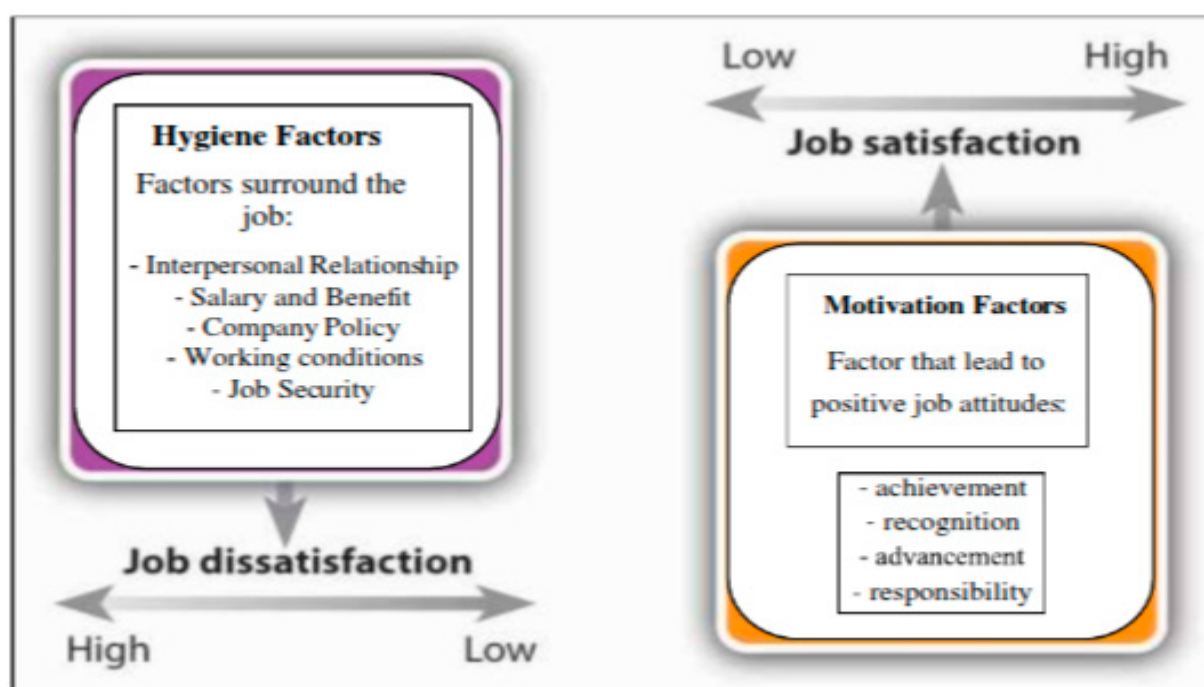 Hygiene Factors
Factors surround the
job:
- Interpersonal Relationship
- Salary and Benefit
- Company Policy
- Working conditions
- Job Security
Job dissatisfaction
High Low
Low High
Job satisfaction
Motivation Factors
Factor that lead to
positive job attitudes:
- achievement
- recognition
- advancement
- responsibility